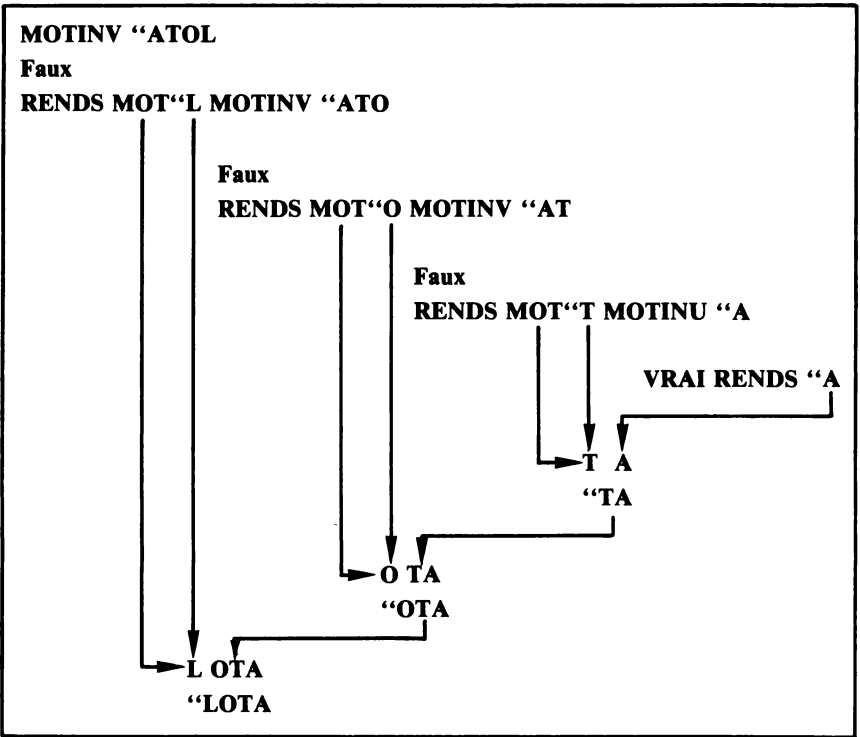 MOTINV “ATOL
Faux
RENDS MOT“L MOTINV “ATO
Faux
RENDS MOT“O MOTINV “AT
Faux
RENDS MOT“T MOTINU “A
VRAI RENDS “A
T A
“TA
O TA
“OTA
L OTA
“LOTA